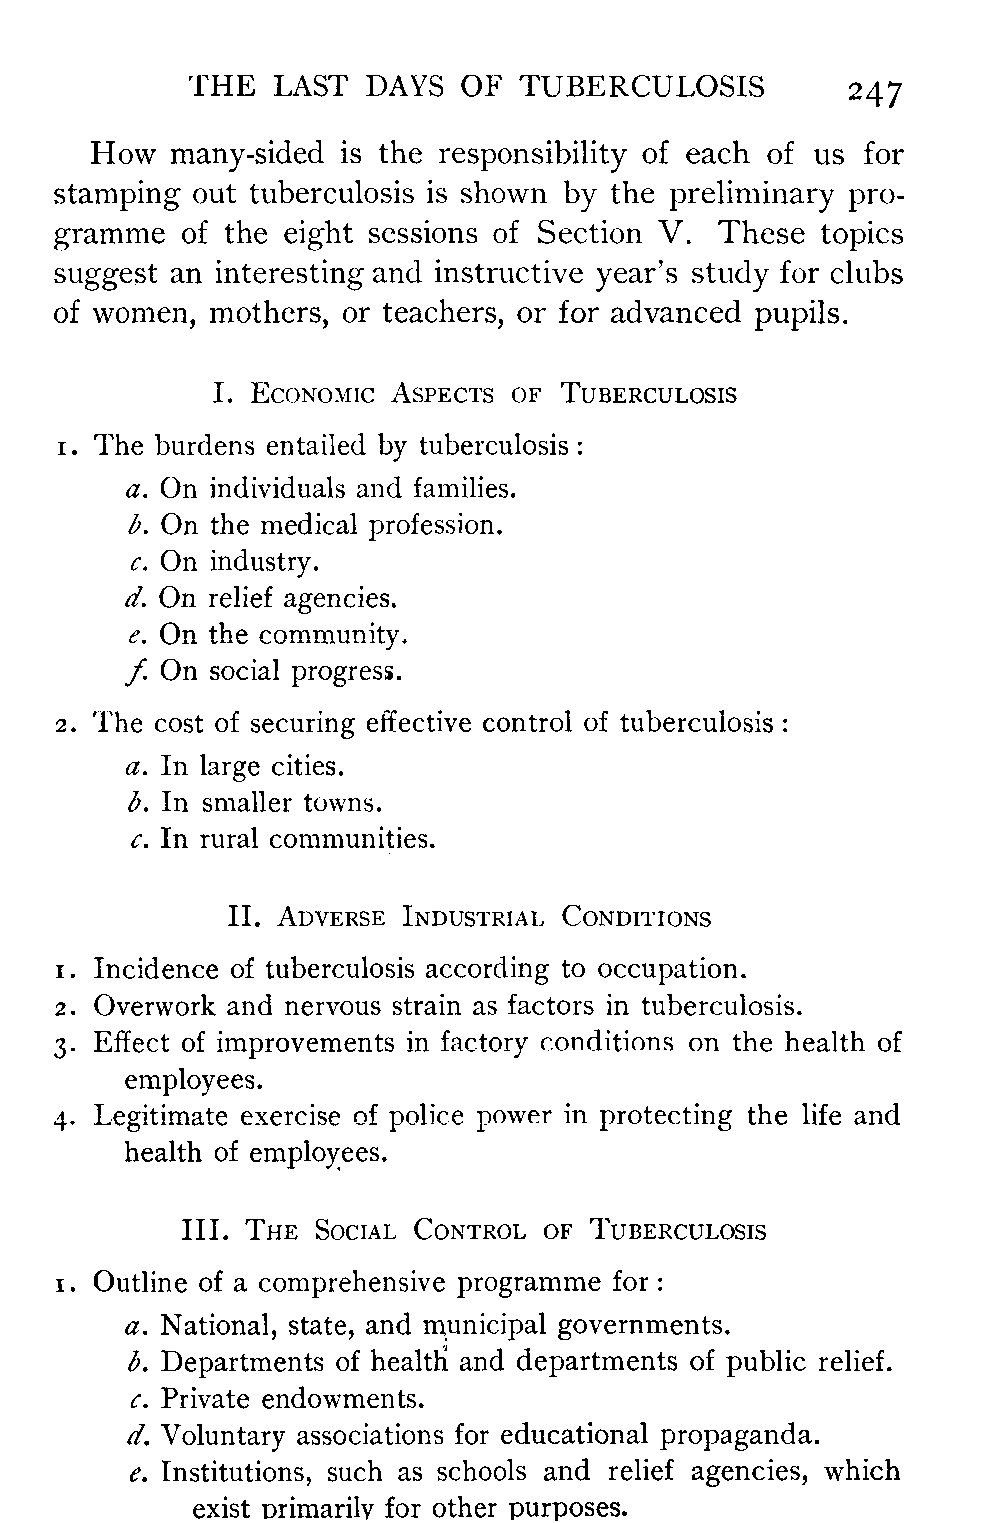 THE LAST DAYS OF TUBERCULOSIS 247
How many-sided is the responsibility of each of us for
stamping out tuberculosis is shown by the preliminary pro-
gramme of the eight sessions of Section V. These topics
suggest an interesting and instructive year's study for clubs
of women, mothers, or teachers, or for advanced pupils.
I. ECONOMIC ASPECTS OF TUBERCULOSIS
1. The burdens entailed by tuberculosis:
a. On individuals and families.
b. On the medical profession.
c. On industry.
d. On relief agencies.
e. On the community.
f. On social progress.
2. The cost of securing effective control of tuberculosis:
a. In large cities.
b. In smaller towns.
c. In rural communities.
II. ADVERSE INDUSTRIAL CONDITIONS
1. Incidence of tuberculosis according to occupation.
2. Overwork and nervous strain as factors in tuberculosis.
3. Effect of improvements in factory conditions on the health of
employees.
4. Legitimate exercise of police power in protecting the life and
health of employees.
III. THE SOCIAL CONTROL OF TUBERCULOSIS
1. Outline of a comprehensive programme for:
a. National, state, and municipal governments.
b. Departments of health and departments of public relief.
c. Private endowments.
d. Voluntary associations for educational propaganda.
e. Institutions, such as schools and relief agencies, which
exist primarily for other purposes.